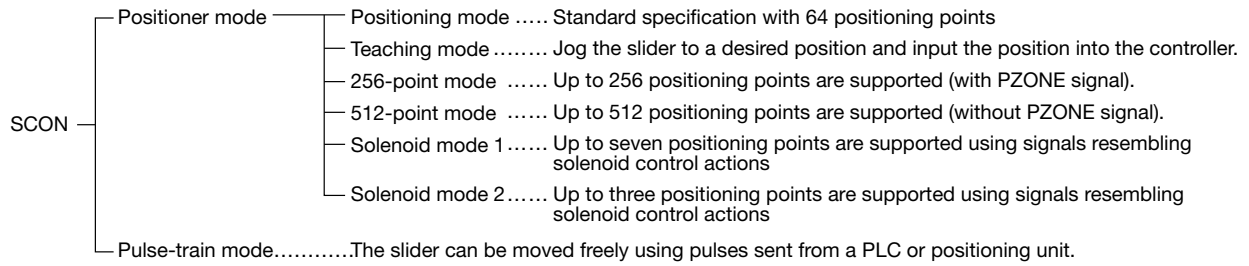 Positioner mode Positioning mode ..... Standard specification with 64 positioning points
Teaching mode ........ Jog the slider to a desired position and input the position into the controller.
256-point mode ...... Up to 256 positioning points are supported (with PZONE signal).
SCON
512-point mode ...... Up to 512 positioning points are supported (without PZONE signal).
Solenoid mode 1...... Up to seven positioning points are supported using signals resembling
solenoid control actions
Solenoid mode 2...... Up to three positioning points are supported using signals resembling
solenoid control actions
Pulse-train mode............The slider can be moved freely using pulses sent from a PLC or positioning unit.